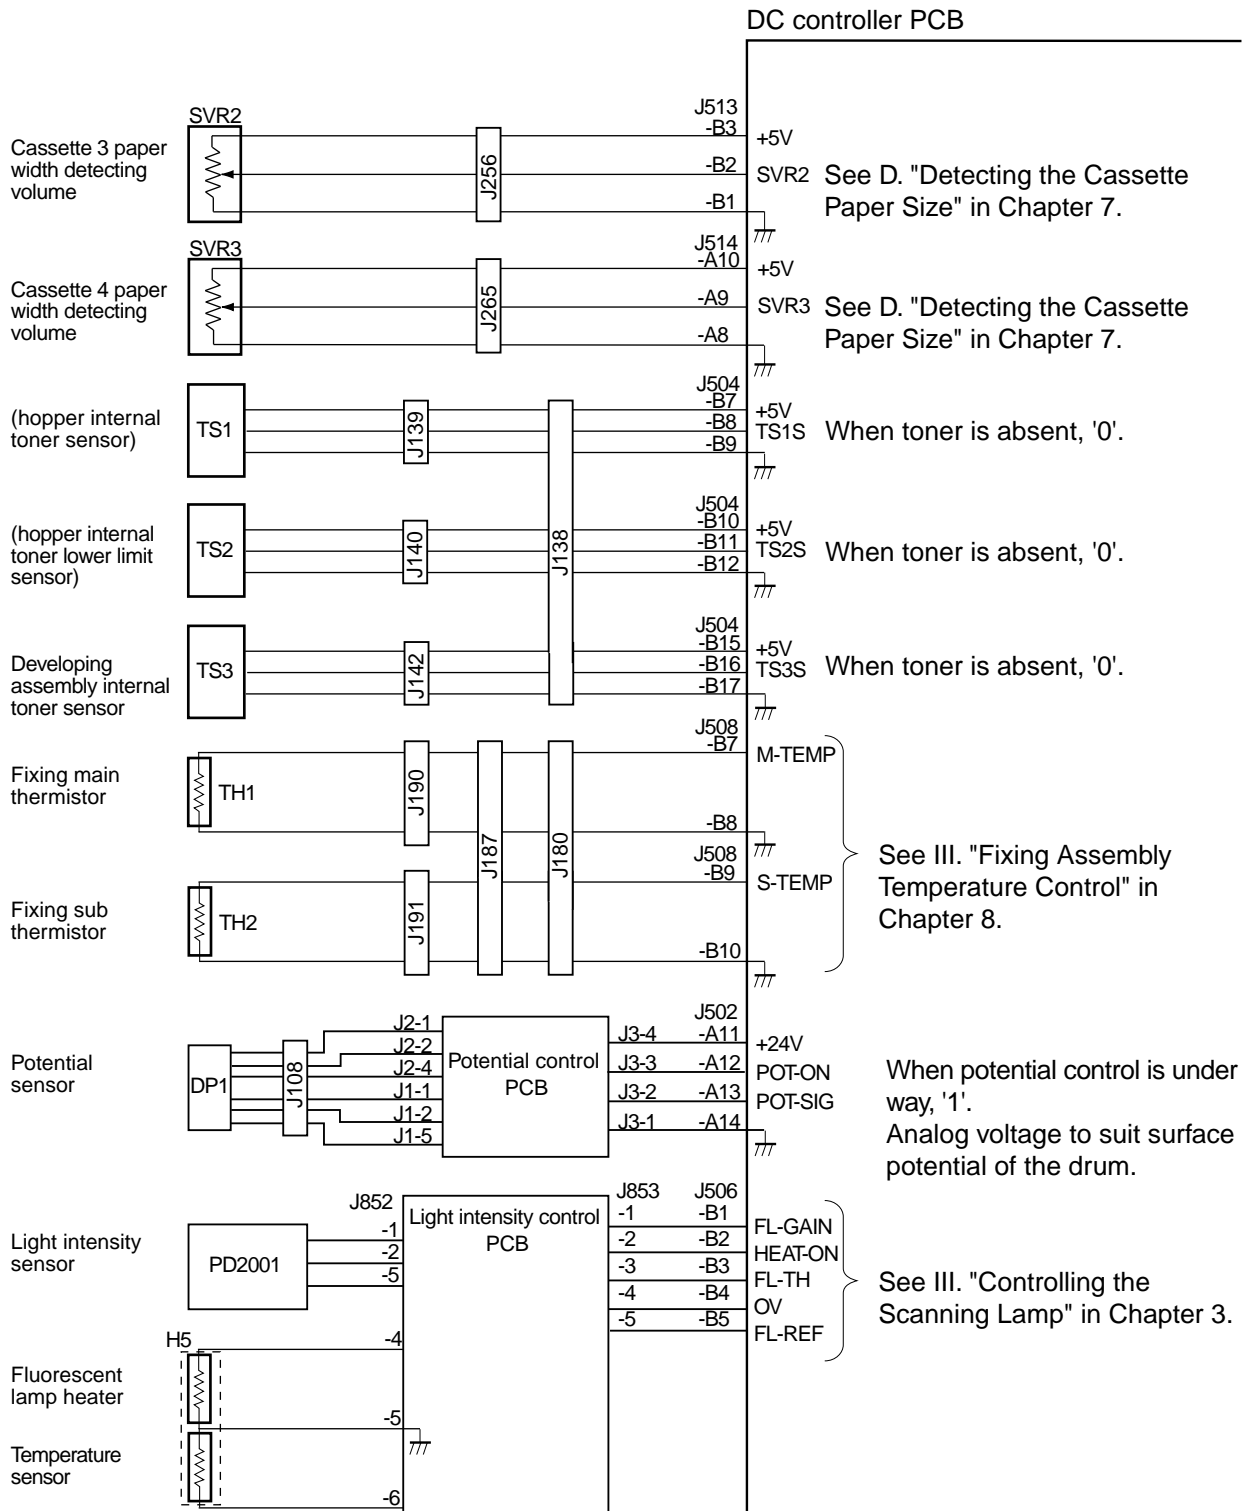 DC controller PCB
Cassette 3 paper
width detecting
volume
SVR2
J256
J513
-B3
-B2
-B1
+5V
SVR2
See D. "Detecting the Cassette
Paper Size" in Chapter 7.
Cassette 4 paper
width detecting
volume
SVR3
J265
J514
-A10
-A9
-A8
+5V
SVR3
See D. "Detecting the Cassette
Paper Size" in Chapter 7.
(hopper internal
toner sensor)
TS1
J139
J504
-B7
-B8
-B9
+5V
TS1S
When toner is absent, '0'.
(hopper internal
toner lower limit
sensor)
TS2
J140
J138
J504
-B10
-B11
-B12
+5V
TS2S
When toner is absent, '0'.
Developing
assembly internal
toner sensor
TS3
J142
J504
-B15
-B16
-B17
+5V
TS3S
When toner is absent, '0'.
Fixing main
thermistor
TH1
J190
J187
J180
J508
-B7
-B8
M-TEMP
Fixing sub
thermistor
TH2
J191
J508
-B9
-B10
S-TEMP
See III. "Fixing Assembly
Temperature Control" in
Chapter 8.
Potential
sensor
DP1
J108
J2-1
J2-2
J2-4
J1-1
J1-2
J1-5
Potential control
PCB
J3-4
J3-3
J3-2
J3-1
J502
-A11
-A12
-A13
-A14
+24V
POT-ON
POT-SIG
When potential control is under
way, '1'.
Analog voltage to suit surface
potential of the drum.
Light intensity
sensor
PD2001
J852
-1
-2
-5
Light intensity control
PCB
J853
-1
-2
-3
-4
-5
J506
-B1
-B2
-B3
-B4
-B5
FL-GAIN
HEAT-ON
FL-TH
OV
FL-REF
See III. "Controlling the
Scanning Lamp" in Chapter 3.
H5
Fluorescent
lamp heater
-4
-5
Temperature
sensor
-6